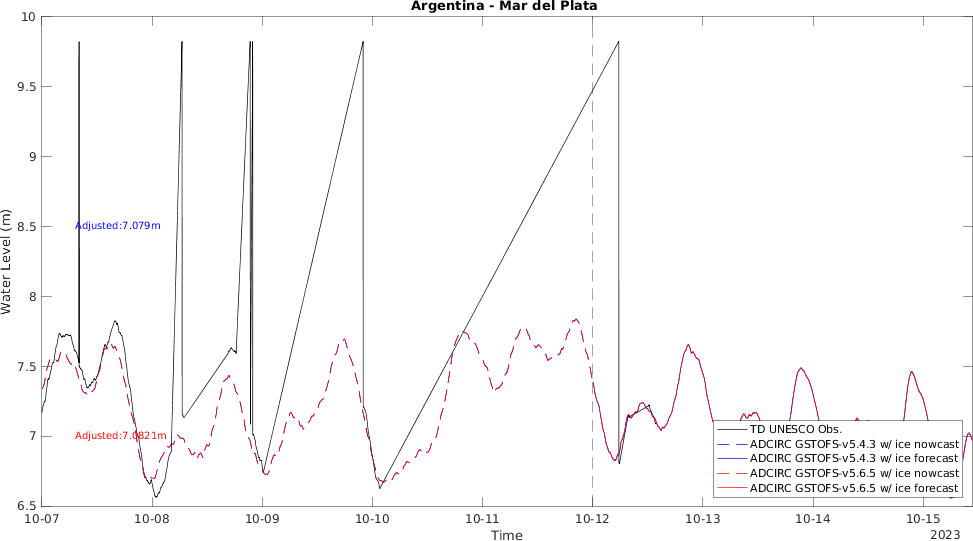 Argentina - Mar del Plata
10
9.5
9
8.5
8
7.5
7
6.5
Water Level (m)
Adjusted:7.079m
Adjusted:7.0821m
TD UNESCO Obs.
ADCIRC GSTOFS-v5.4.3 w/ ice nowcast
ADCIRC GSTOFS-v5.4.3 w/ ice forecast
ADCIRC GSTOFS-v5.6.5 w/ ice nowcast
ADCIRC GSTOFS-v5.6.5 w/ ice forecast
10-07 10-08 10-09 10-10 10-11 10-12 10-13 10-14 10-15
Time
2023